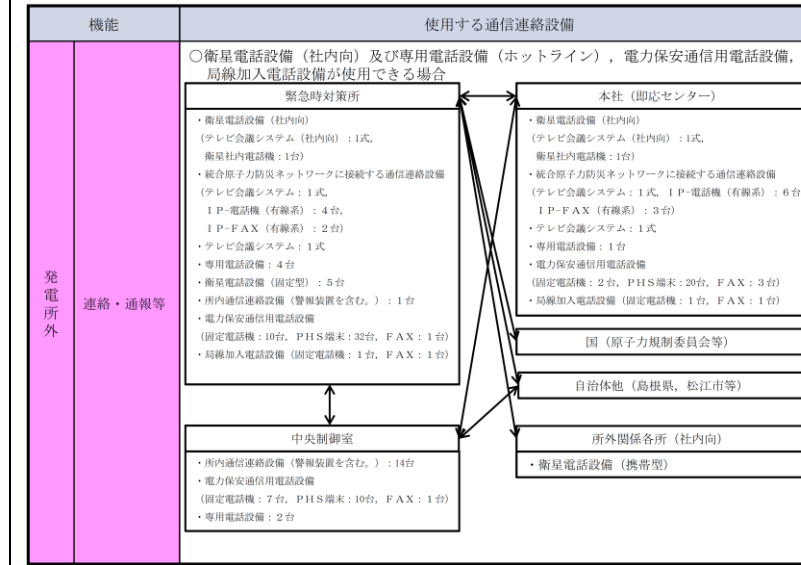 機能
使用する通信連絡設備
発電所外
連絡・通報等
○衛星電話設備（社内向）及び専用電話設備（ホットライン），電力保安通信用電話設備，
局線加入電話設備が使用できる場合
緊急時対策所
・衛星電話設備（社内向）
（テレビ会議システム（社内向）：1式，
衛星社内電話機：1台）
・統合原子力防災ネットワークに接続する通信連絡設備
（テレビ会議システム：１式，
ＩＰ-電話機（有線系）：４台，
ＩＰ-ＦＡＸ（有線系）：２台）
・テレビ会議システム：１式
・専用電話設備：４台
・衛星電話設備（固定型）：５台
・所内通信連絡設備（警報装置を含む。）：１台
・電力保安通信用電話設備
（固定電話機：10台，ＰＨＳ端末：32台，ＦＡＸ：１台）
・局線加入電話設備（固定電話機：１台，ＦＡＸ：１台）
中央制御室
・所内通信連絡設備（警報装置を含む。）：14台
・電力保安通信用電話設備
（固定電話機：７台，ＰＨＳ端末：10台，ＦＡＸ：１台）
・専用電話設備：２台
本社（即応センター）
・衛星電話設備（社内向）
（テレビ会議システム（社内向）：1式，
衛星社内電話機：1台）
・統合原子力防災ネットワークに接続する通信連絡設備
（テレビ会議システム：１式，ＩＰ-電話機（有線系）：６台
ＩＰ-ＦＡＸ（有線系）：３台）
・テレビ会議システム：１式
・専用電話設備：１台
・電力保安通信用電話設備
（固定電話機：２台，ＰＨＳ端末：20台，ＦＡＸ：３台）
・局線加入電話設備（固定電話機：１台，ＦＡＸ：１台）
国（原子力規制委員会等）
自治体他（島根県，松江市等）
所外関係各所（社内向）
・衛星電話設備（携帯型）